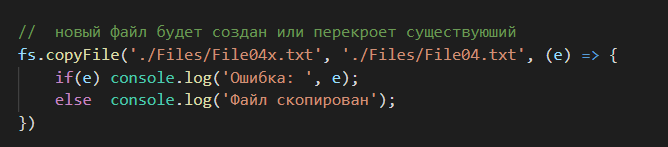 //  новый файл будет создан или перекроет существуюший
fs.copyFile('./Files/File04x.txt', './Files/File04.txt', (e) => {
    if(e) console.log('Ошибка: ', e);
    else  console.log('Файл скопирован');
})